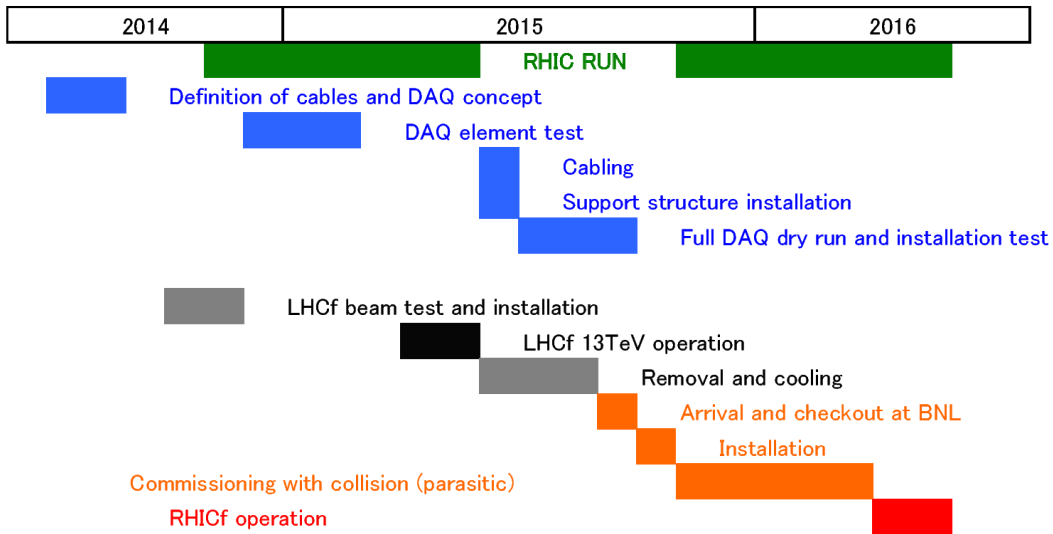 2014 2015 2016
RHIC RUN
Definition of cables and DAQ concept
DAQ element test
Cabling
Support structure installation
Full DAQ dry run and installation test
LHCf beam test and installation
LHCf 13TeV operation
Removal and cooling
Arrival and checkout at BNL
Installation
Commissioning with collision (parasitic)
RHICf operation